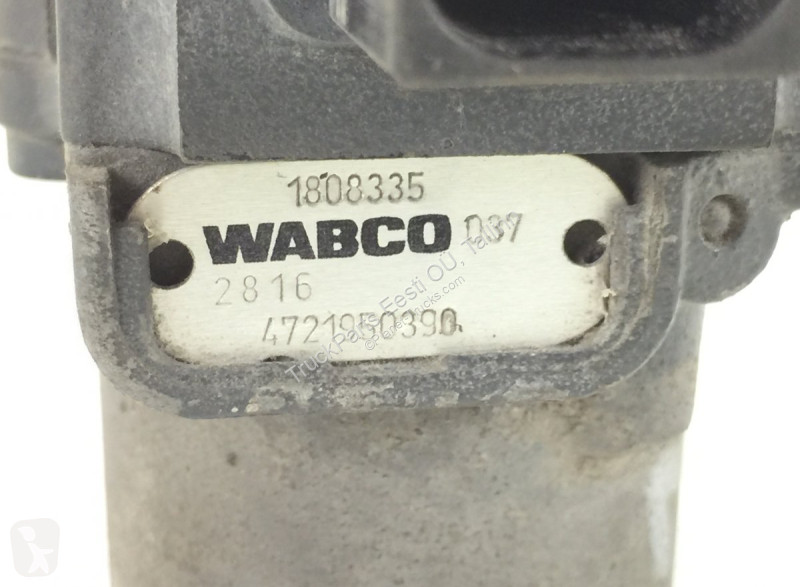 1808335
WABCO 037
2816
4721950390
TruckParts Eesti OÜ, Tallinn